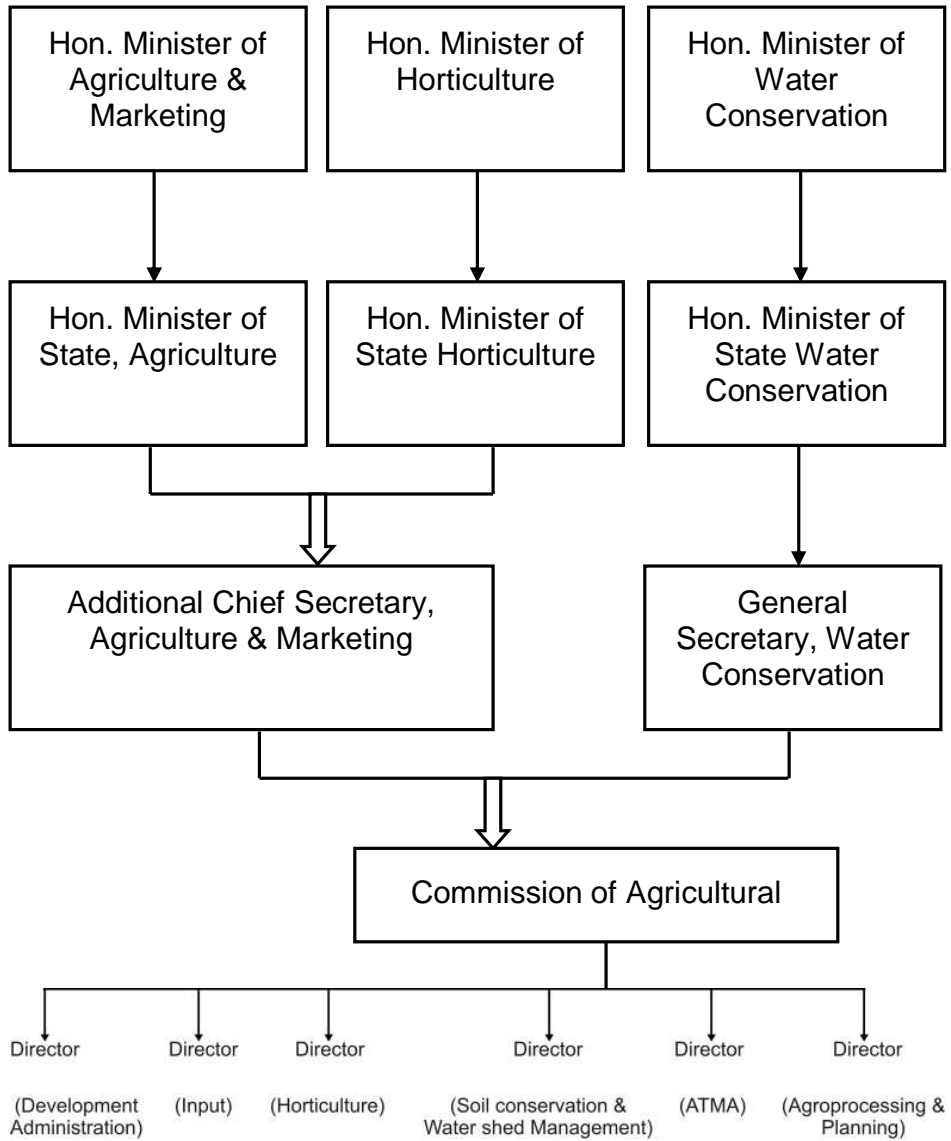 Hon. Minister of
Agriculture &
Marketing
Hon. Minister of
Horticulture
Hon. Minister of
Water
Conservation
Hon. Minister of
State, Agriculture
Hon. Minister of
State Horticulture
Hon. Minister of
State Water
Conservation
Additional Chief Secretary,
Agriculture & Marketing
General
Secretary, Water
Conservation
Commission of Agricultural
Director
(Development
Administration)
Director
(Input)
Director
(Horticulture)
Director
(Soil conservation &
Water shed Management)
Director
(ATMA)
Director
(Agroprocessing &
Planning)